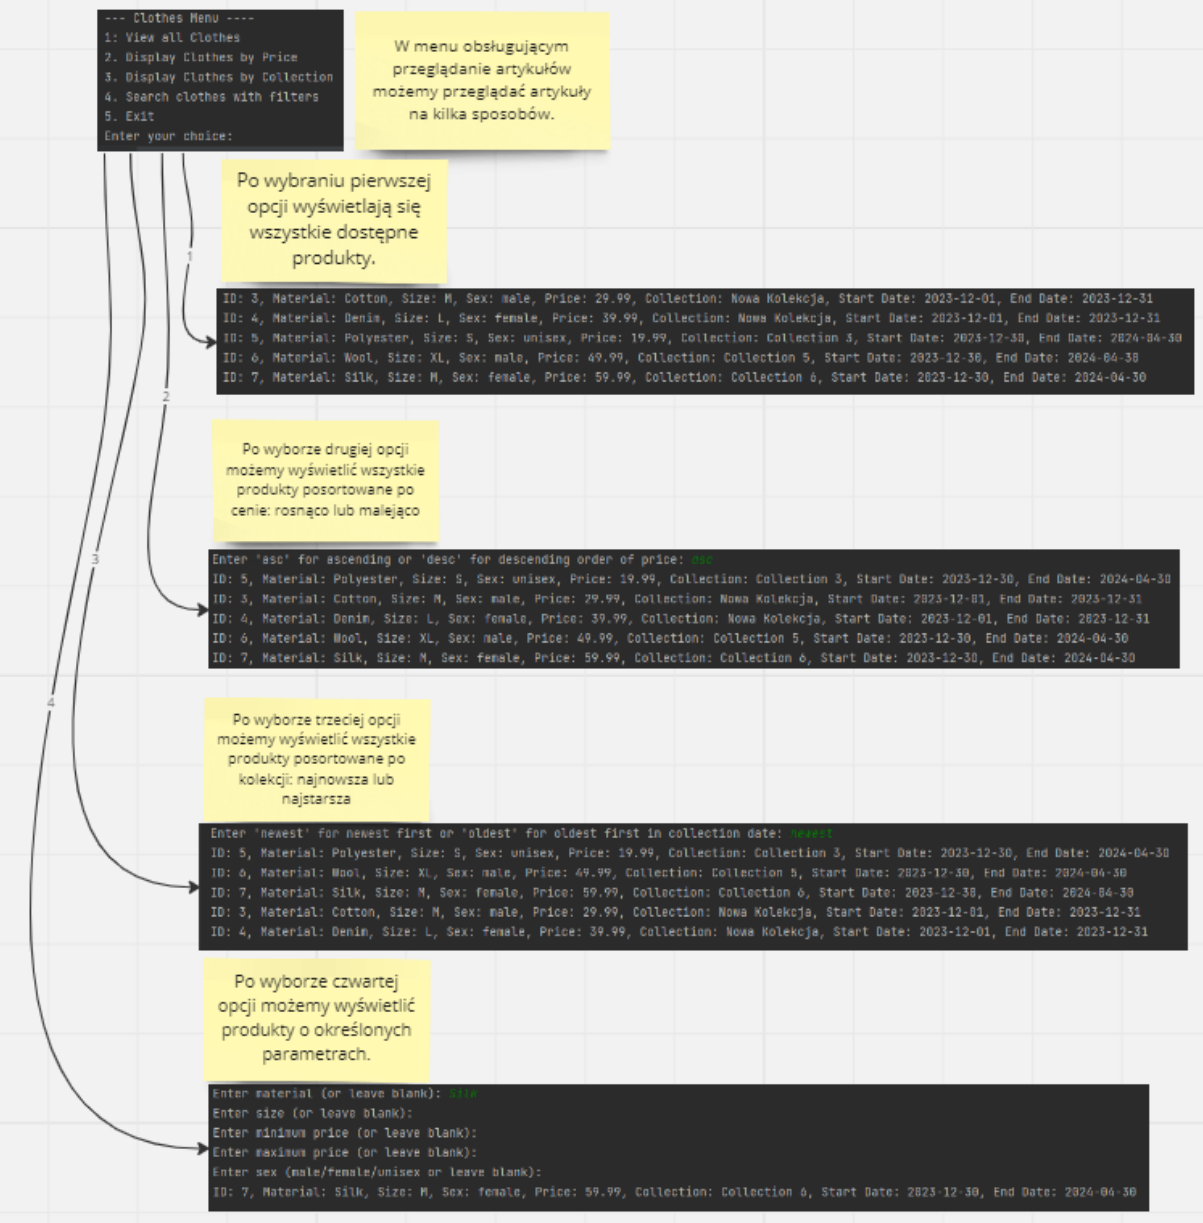 --- Clothes Menu ----
1: View all Clothes
2. Display Clothes by Price
3. Display Clothes by Collection
4. Search clothes with filters
5. Exit
Enter your choice:
W menu obsługującym
przeglądanie artykułów
możemy przeglądać artykuły
na kilka sposobów.
Po wybraniu pierwszej
opcji wyświetlają się
wszystkie dostępne
produkty.
1
ID: 3, Material: Cotton, Size: M, Sex: male, Price: 29.99, Collection: Nowa Kolekcja, Start Date: 2023-12-01, End Date: 2023-12-31
ID: 4, Material: Denim, Size: L, Sex: female, Price: 39.99, Collection: Nowa Kolekcja, Start Date: 2023-12-01, End Date: 2023-12-31
ID: 5, Material: Polyester, Size: S, Sex: unisex, Price: 19.99, Collection: Collection 3, Start Date: 2023-12-30, End Date: 2024-04-30
ID: 6, Material: Wool, Size: XL, Sex: male, Price: 49.99, Collection: Collection 5, Start Date: 2023-12-30, End Date: 2024-04-30
ID: 7, Material: Silk, Size: M, Sex: female, Price: 59.99, Collection: Collection 6, Start Date: 2023-12-30, End Date: 2024-04-30
2
Po wyborze drugiej opcji
możemy wyświetlić wszystkie
produkty posortowane po
cenie: rosnąco lub malejąco
Enter 'asc' for ascending or 'desc' for descending order of price: asc
ID: 5, Material: Polyester, Size: S, Sex: unisex, Price: 19.99, Collection: Collection 3, Start Date: 2023-12-30, End Date: 2024-04-30
ID: 3, Material: Cotton, Size: M, Sex: male, Price: 29.99, Collection: Nowa Kolekcja, Start Date: 2023-12-01, End Date: 2023-12-31
ID: 4, Material: Denim, Size: L, Sex: female, Price: 39.99, Collection: Nowa Kolekcja, Start Date: 2023-12-01, End Date: 2023-12-31
ID: 6, Material: Wool, Size: XL, Sex: male, Price: 49.99, Collection: Collection 5, Start Date: 2023-12-30, End Date: 2024-04-30
ID: 7, Material: Silk, Size: M, Sex: female, Price: 59.99, Collection: Collection 6, Start Date: 2023-12-30, End Date: 2024-04-30
3
Po wyborze trzeciej opcji
możemy wyświetlić wszystkie
produkty posortowane po
kolekcji: najnowsza lub
najstarsza
Enter 'newest' for newest first or 'oldest' for oldest first in collection date: newest
ID: 5, Material: Polyester, Size: S, Sex: unisex, Price: 19.99, Collection: Collection 3, Start Date: 2023-12-30, End Date: 2024-04-30
ID: 6, Material: Wool, Size: XL, Sex: male, Price: 49.99, Collection: Collection 5, Start Date: 2023-12-30, End Date: 2024-04-30
ID: 7, Material: Silk, Size: M, Sex: female, Price: 59.99, Collection: Collection 6, Start Date: 2023-12-30, End Date: 2024-04-30
ID: 3, Material: Cotton, Size: M, Sex: male, Price: 29.99, Collection: Nowa Kolekcja, Start Date: 2023-12-01, End Date: 2023-12-31
ID: 4, Material: Denim, Size: L, Sex: female, Price: 39.99, Collection: Nowa Kolekcja, Start Date: 2023-12-01, End Date: 2023-12-31
4
Po wyborze czwartej
opcji możemy wyświetlić
produkty o określonych
parametrach.
Enter material (or leave blank): Silk
Enter size (or leave blank):
Enter minimum price (or leave blank):
Enter maximum price (or leave blank):
Enter sex (male/female/unisex or leave blank):
ID: 7, Material: Silk, Size: M, Sex: female, Price: 59.99, Collection: Collection 6, Start Date: 2023-12-30, End Date: 2024-04-30